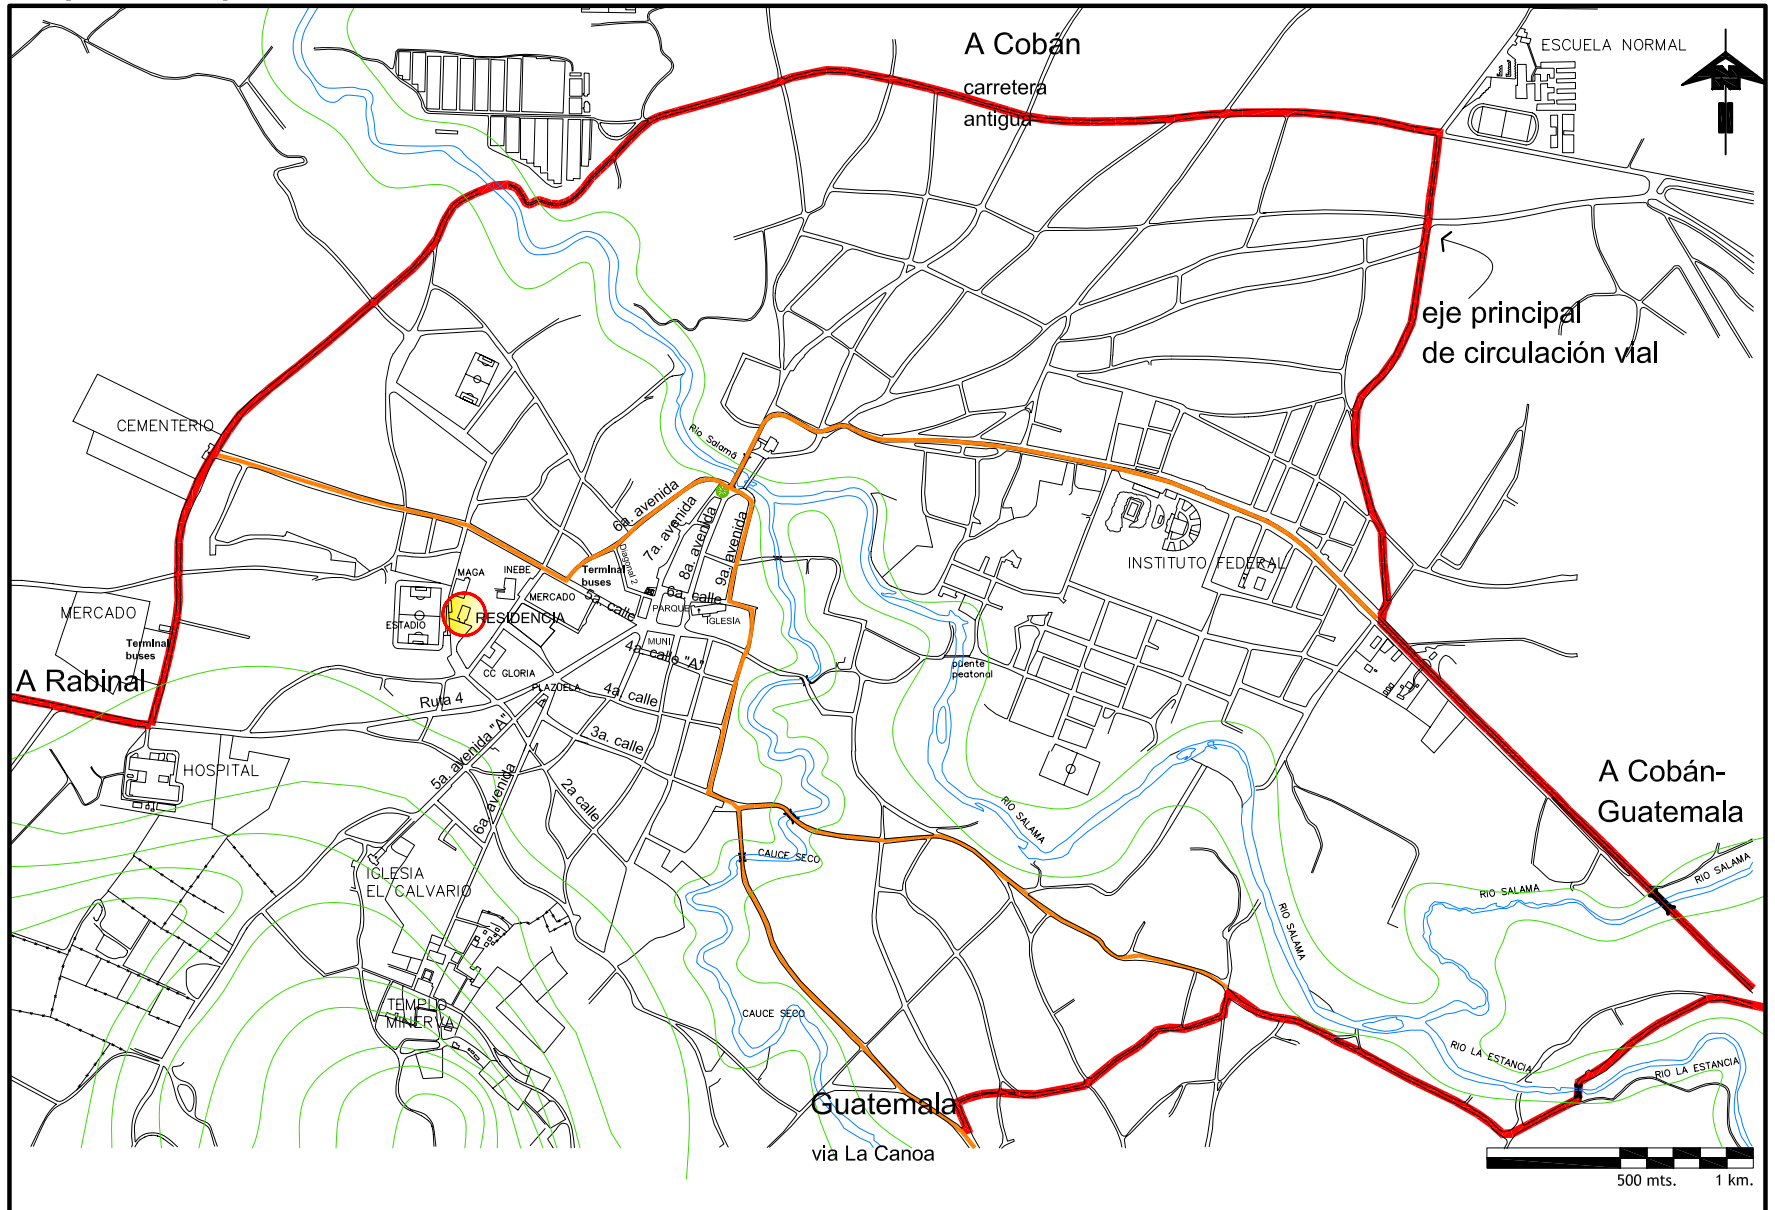 A Cobán
carretera
antigua
ESCUELA NORMAL
N
eje principal
de circulación vial
CEMENTERIO
Rio Salamá
6a. avenida
7a. avenida
8a. avenida
9a. avenida
Diagonal 2
INSTITUTO FEDERAL
MAGA
INEBE
Terminal
buses
MERCADO
5a. calle
6a. calle
PARQUE
IGLESIA
MERCADO
ESTADIO
RESIDENCIA
Terminal
buses
MUNI
4a. calle "A"
puente
peatonal
A Rabinal
CC GLORIA
PLAZUELA
Ruta 4
4a. calle
3a. calle
5a. avenida "A"
6a. avenida
2a calle
HOSPITAL
A Cobán-
Guatemala
RIO SALAMA
CAUCE SECO
RIO SALAMA
RIO SALAMA
RIO SALAMA
IGLESIA
EL CALVARIO
TEMPLO
MINERVA
CAUCE SECO
RIO LA ESTANCIA
RIO LA ESTANCIA
Guatemala
via La Canoa
500 mts.
1 km.